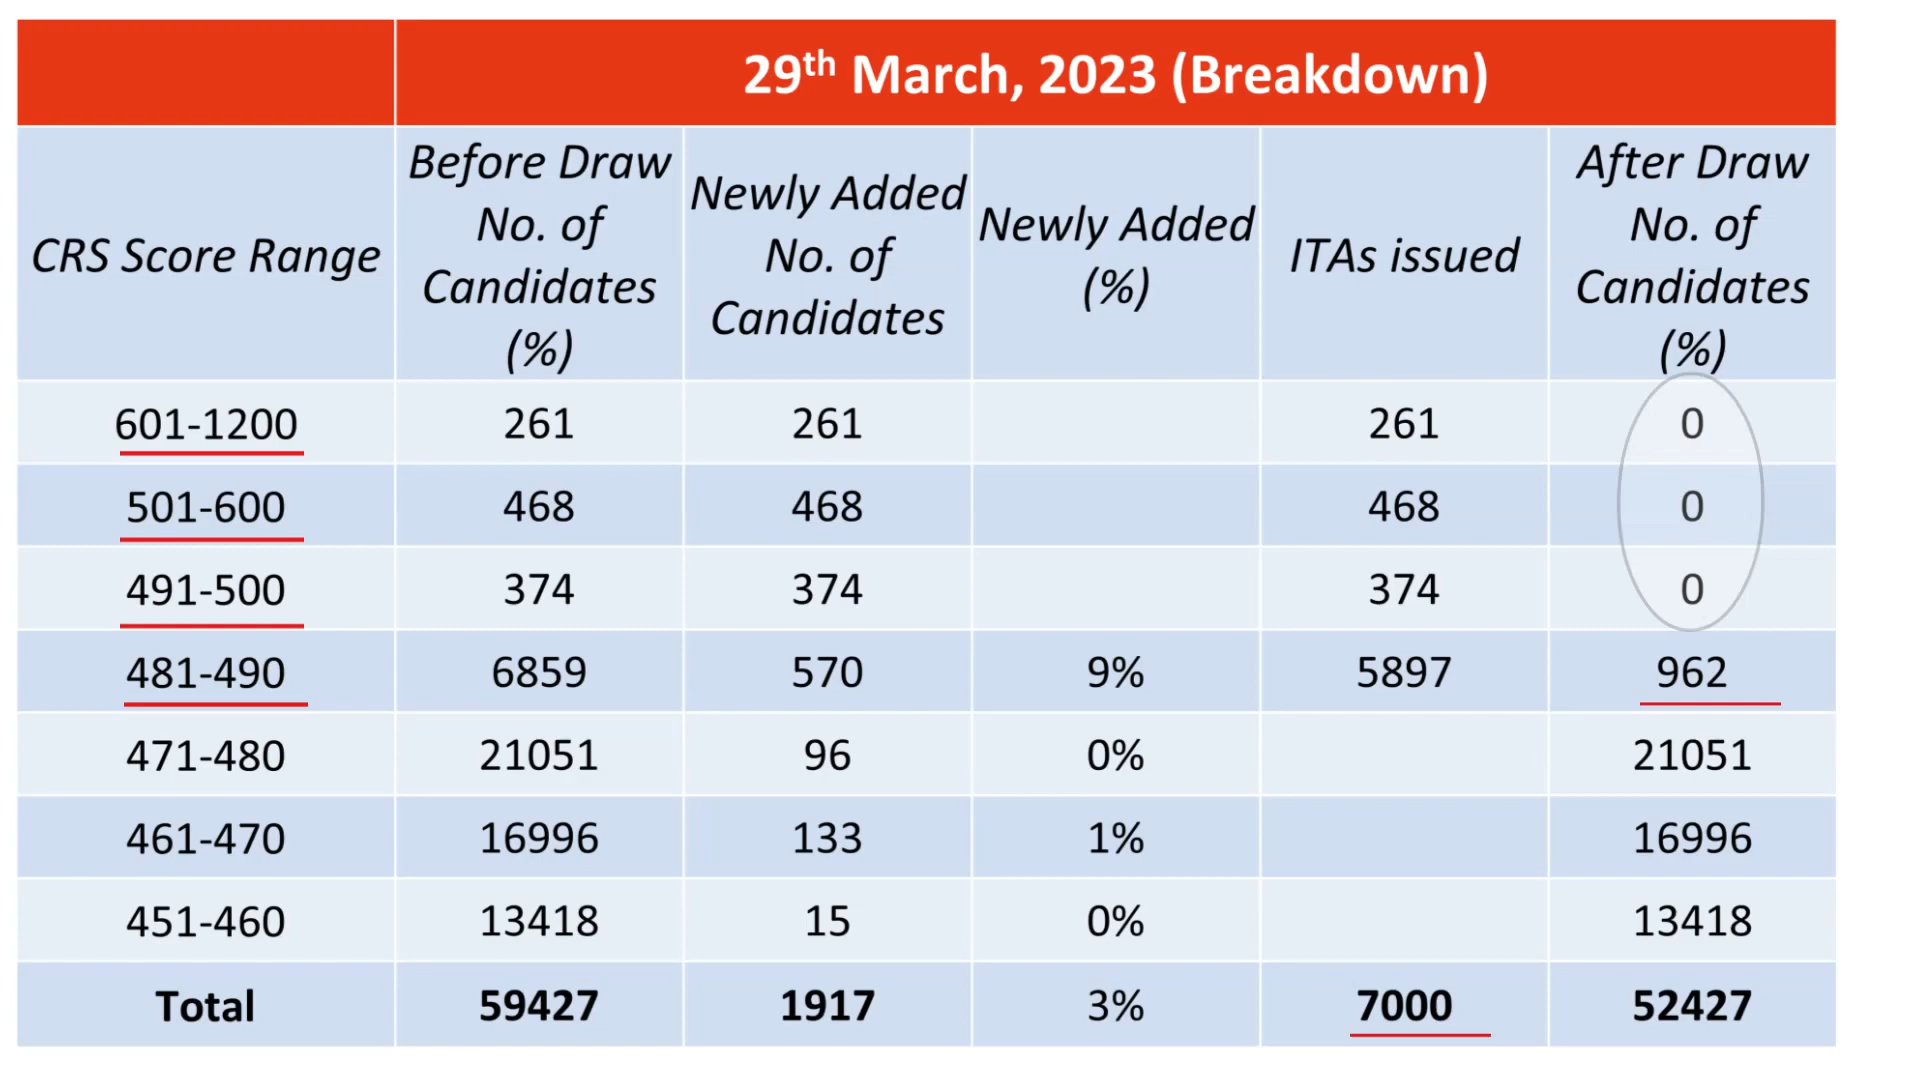 29th March, 2023 (Breakdown)
CRS Score Range
Before Draw
No. of
Candidates
(%)
Newly Added
No. of
Candidates
Newly Added
(%)
ITAs issued
After Draw
No. of
Candidates
(%)
601-1200 261 261 261 0
501-600 468 468 468 0
491-500 374 374 374 0
481-490 6859 570 9% 5897 962
471-480 21051 96 0% 21051
461-470 16996 133 1% 16996
451-460 13418 15 0% 13418
Total 59427 1917 3% 7000 52427